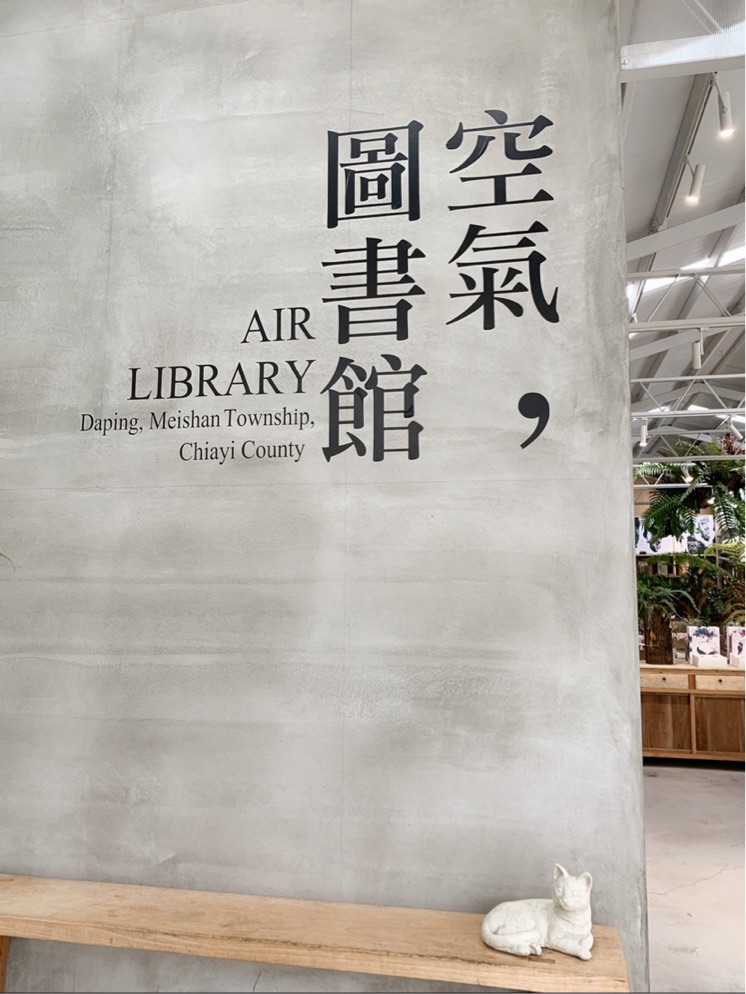 空氣，
圖書館
AIR
LIBRARY
Daping, Meishan Township,
Chiayi County